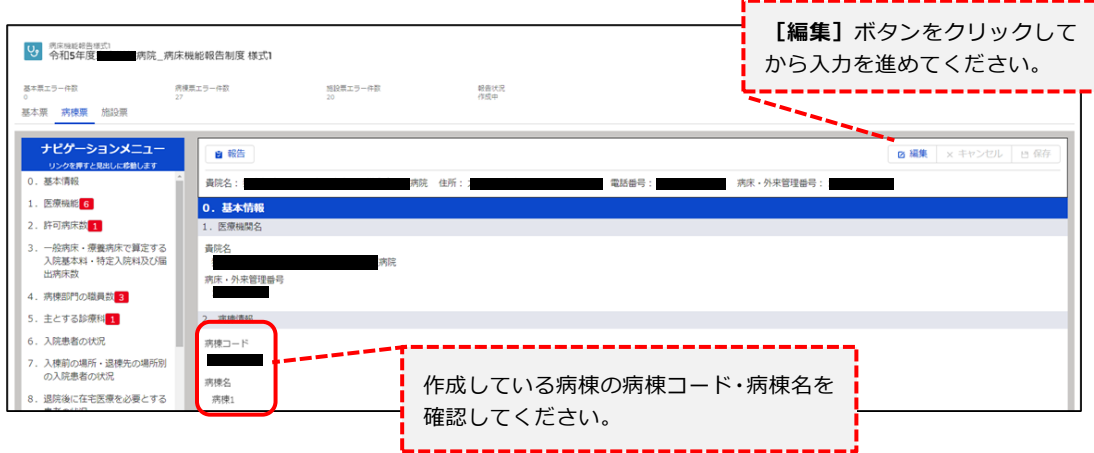 ［編集］ボタンをクリックして
から入力を進めてください。
病床機能報告様式1
令和5年度 病院_病床機能報告制度 様式1
基本票エラー件数 病棟票エラー件数 施設票エラー件数 報告状況
0 27 20 作成中
基本票 病棟票 施設票
ナビゲーションメニュー
リンクを押すと見出しに移動します
0．基本情報
1．医療機能 6
2．許可病床数 1
3．一般病床・療養病床で算定する
入院基本料・特定入院料及び届
出病床数
4．病棟部門の職員数 3
5．主とする診療科 1
6．入院患者の状況
7．入棟前の場所・退棟先の場所別
の入院患者の状況
8．退院後に在宅医療を必要とする
報告
編集 × キャンセル 保存
貴院名： 病院 住所： 電話番号： 病床・外来管理番号：
0．基本情報
1．医療機関名
貴院名
病院
病床・外来管理番号
2．病棟情報
病棟コード
病棟名
病棟1
作成している病棟の病棟コード・病棟名を
確認してください。